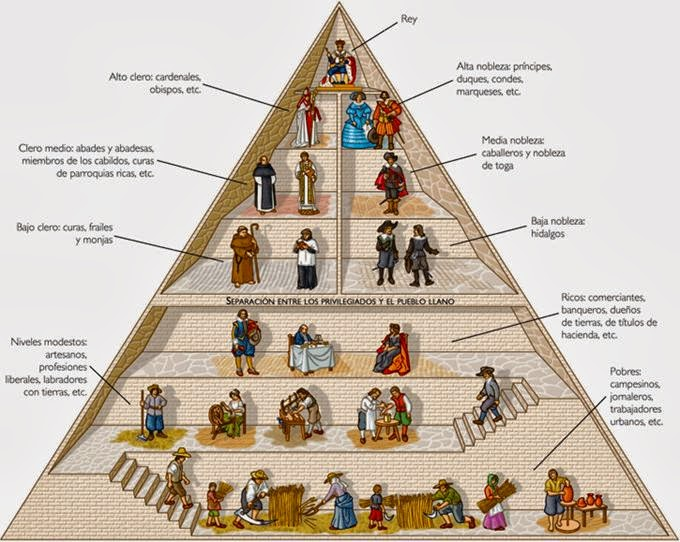 Rey
Alto clero: cardenales,
obispos, etc.
Alta nobleza: príncipes,
duques, condes,
marqueses, etc.
Clero medio: abades y abadesas,
miembros de los cabildos, curas
de parroquias ricas, etc.
Media nobleza:
caballeros y nobleza
de toga
Bajo clero: curas, frailes
y monjas
Baja nobleza:
hidalgos
SEPARACIÓN ENTRE LOS PRIVILEGIADOS Y EL PUEBLO LLANO
Ricos: comerciantes,
banqueros, dueños
de tierras, de títulos de
hacienda, etc.
Niveles modestos:
artesanos,
profesiones
liberales, labradores
con tierras, etc.
Pobres:
campesinos,
jornaleros,
trabajadores
urbanos, etc.